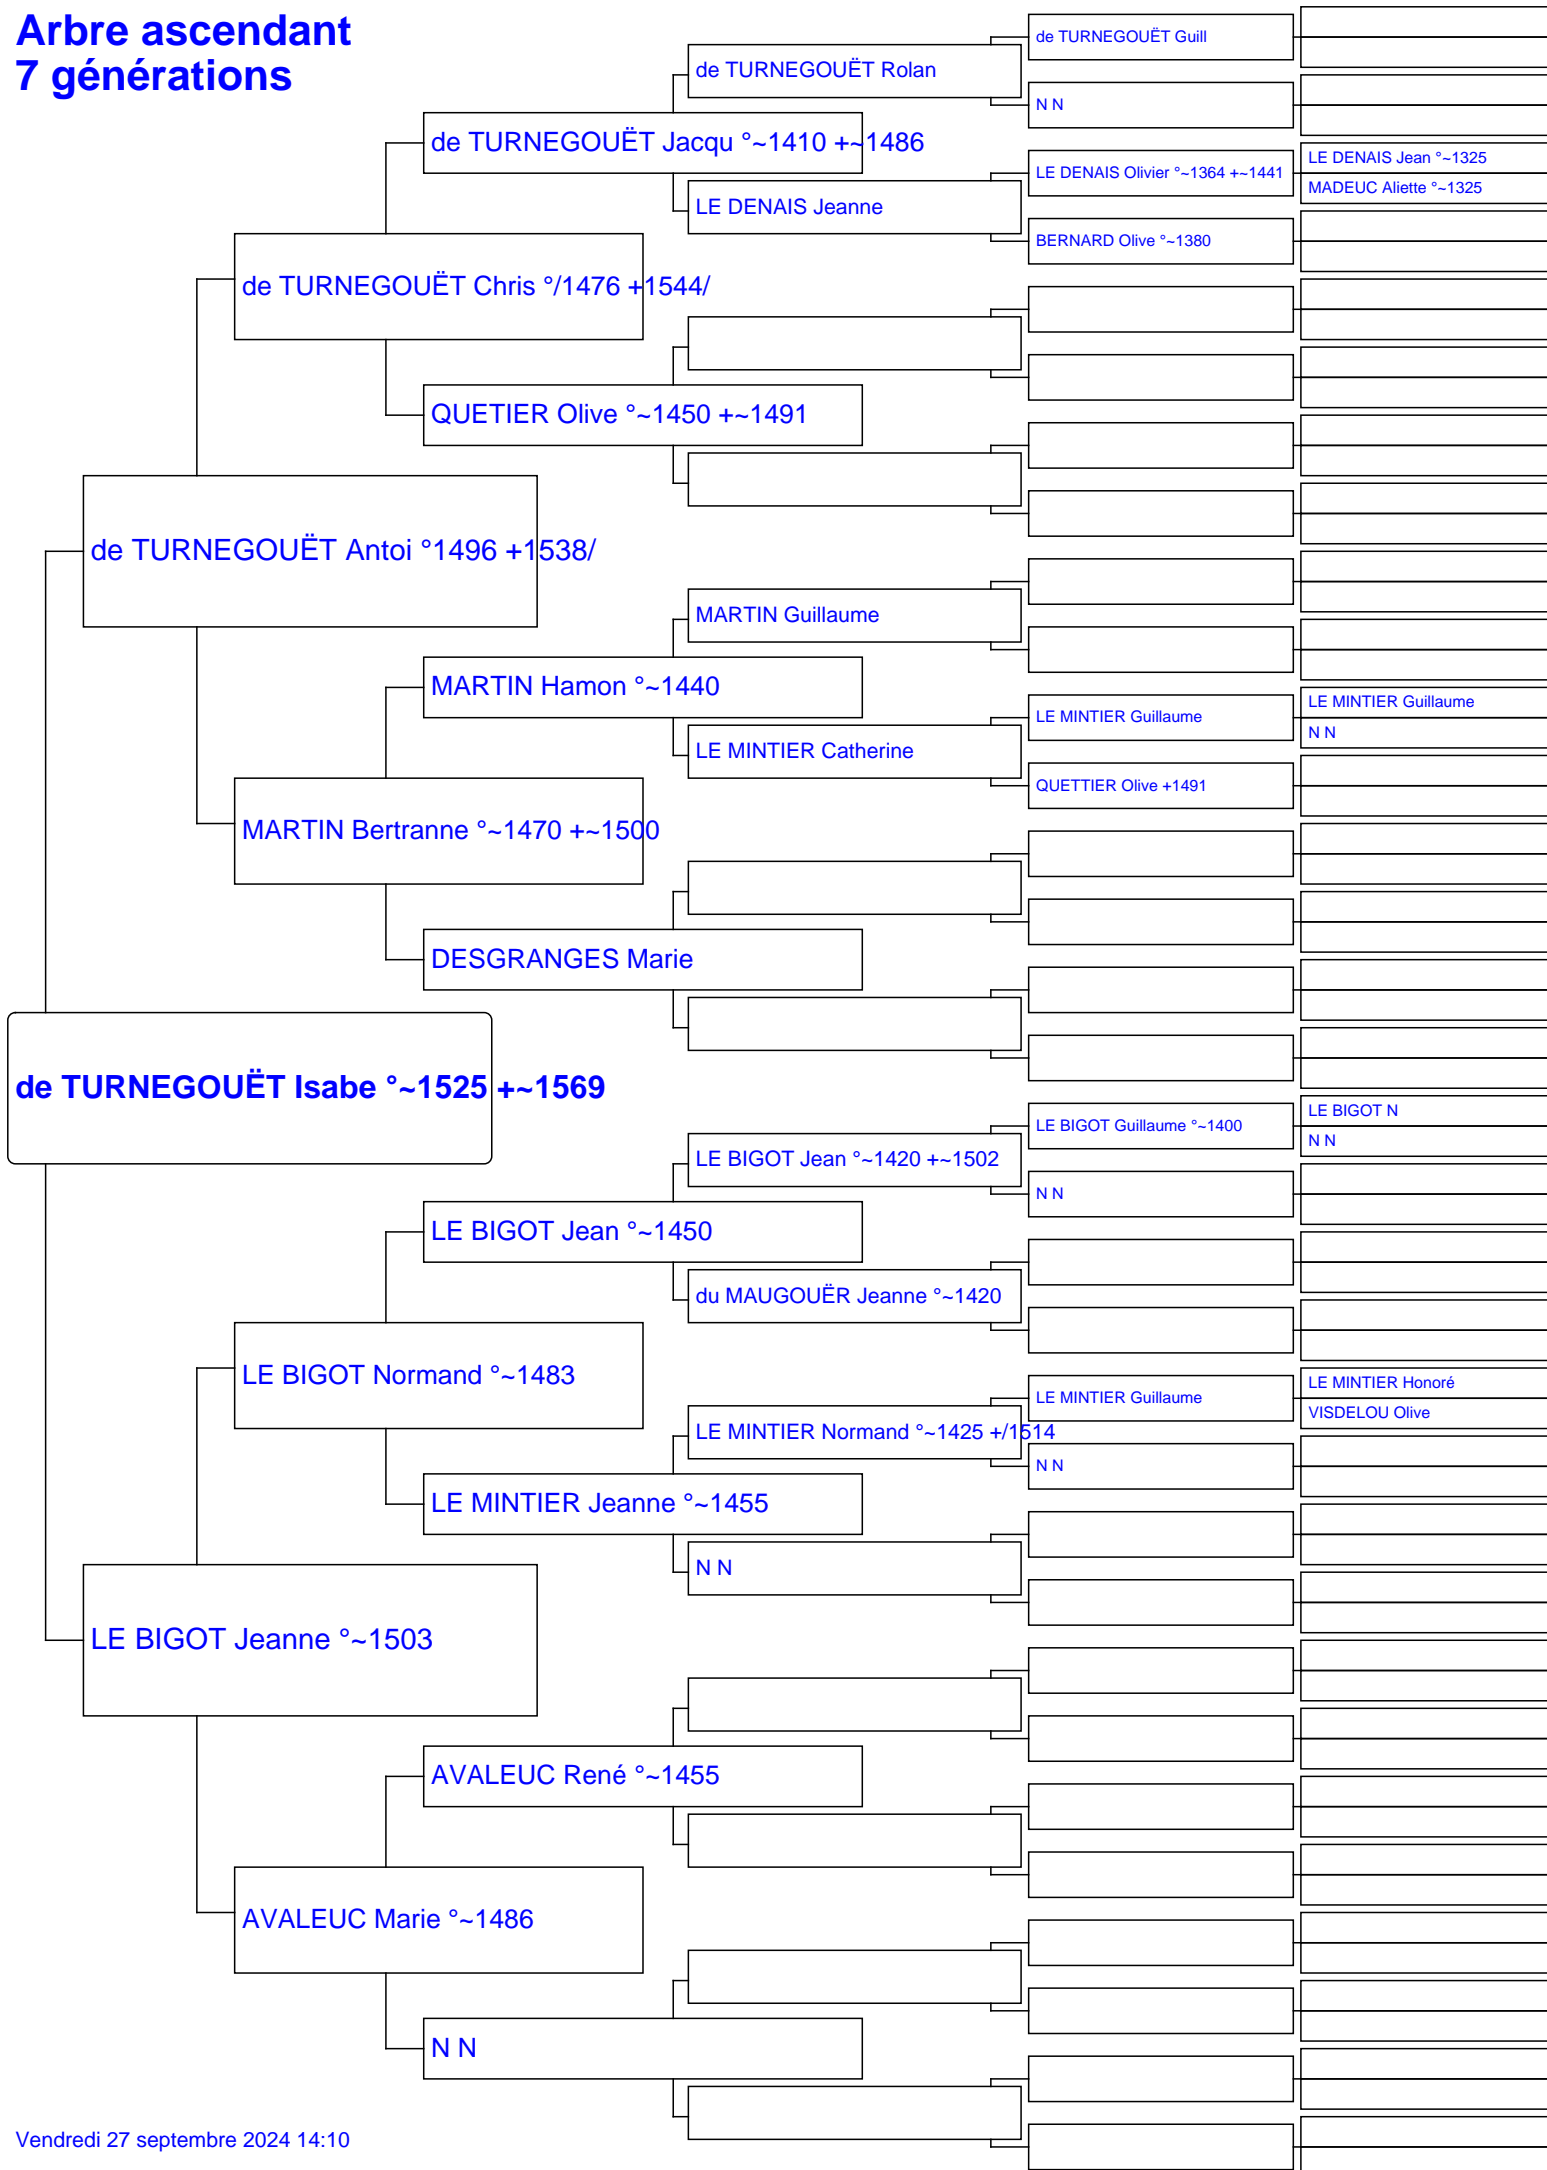 Arbre ascendant
7 générations
de TURNEGOUËT Guill
de TURNEGOUËT Rolan
N N
de TURNEGOUËT Jacqu °~1410 +~1486
LE DENAIS Jean °~1325
LE DENAIS Olivier °~1364 +~1441
MADEUC Aliette °~1325
LE DENAIS Jeanne
BERNARD Olive °~1380
de TURNEGOUËT Chris °/1476 +1544/
QUETIER Olive °~1450 +~1491
de TURNEGOUËT Antoi °1496 +1538/
MARTIN Guillaume
MARTIN Hamon °~1440
LE MINTIER Guillaume
LE MINTIER Guillaume
N N
LE MINTIER Catherine
QUETTIER Olive +1491
MARTIN Bertranne °~1470 +~1500
DESGRANGES Marie
de TURNEGOUËT Isabe °~1525 +~1569
LE BIGOT N
LE BIGOT Guillaume °~1400
N N
LE BIGOT Jean °~1420 +~1502
N N
LE BIGOT Jean °~1450
du MAUGOUËR Jeanne °~1420
LE BIGOT Normand °~1483
LE MINTIER Honoré
LE MINTIER Guillaume
VISDELOU Olive
LE MINTIER Normand °~1425 +/1514
N N
LE MINTIER Jeanne °~1455
N N
LE BIGOT Jeanne °~1503
AVALEUC René °~1455
AVALEUC Marie °~1486
N N
Vendredi 27 septembre 2024 14:10